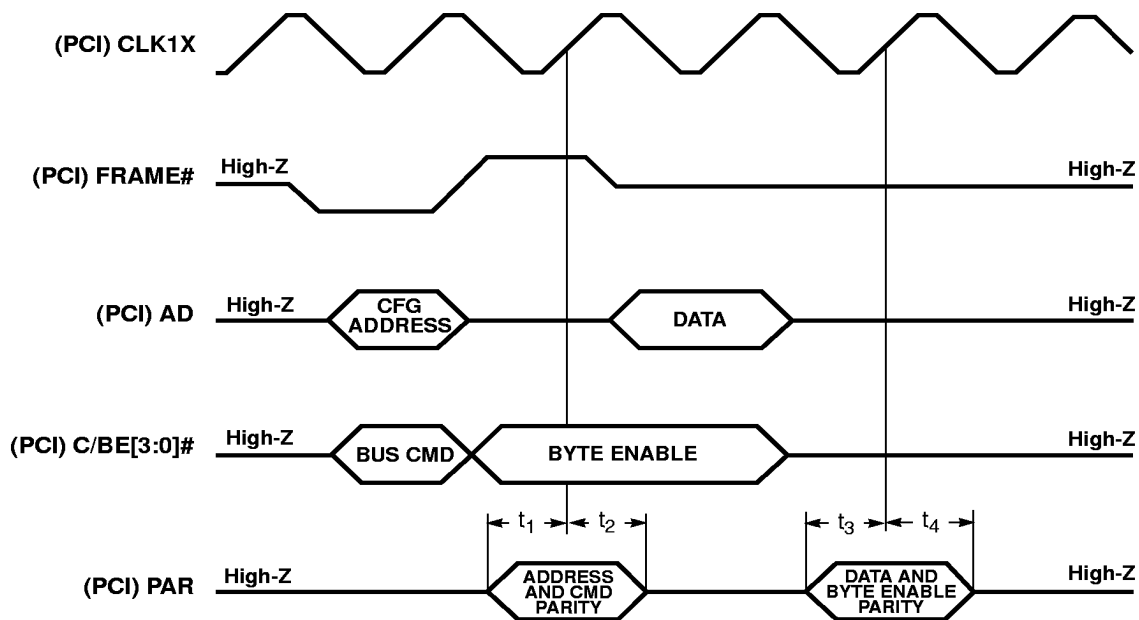 (PCI) CLK1X
(PCI) FRAME#
High-Z
High-Z
(PCI) AD
High-Z
CFG
ADDRESS
DATA
High-Z
(PCI) C/BE[3:0]#
High-Z
BUS CMD
BYTE ENABLE
High-Z
t1
t2
t3
t4
(PCI) PAR
High-Z
ADDRESS
AND CMD
PARITY
DATA AND
BYTE ENABLE
PARITY
High-Z